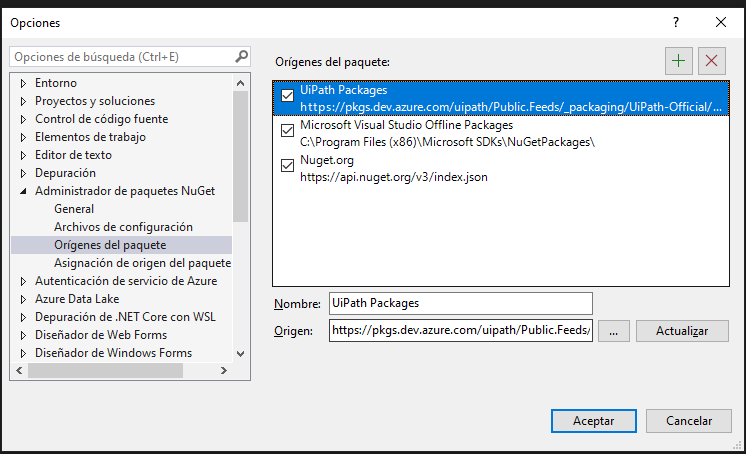 Opciones
? ×
Opciones de búsqueda (Ctrl+E)
Entorno
Proyectos y soluciones
Control de código fuente
Elementos de trabajo
Editor de texto
Depuración
Administrador de paquetes NuGet
General
Archivos de configuración
Orígenes del paquete
Asignación de origen del paquete
Autenticación de servicio de Azure
Azure Data Lake
Depuración de .NET Core con WSL
Diseñador de Web Forms
Diseñador de Windows Forms
Orígenes del paquete:
UiPath Packages
https://pkgs.dev.azure.com/uipath/Public.Feeds/_packaging/UiPath-Official/...
Microsoft Visual Studio Offline Packages
C:\Program Files (x86)\Microsoft SDKs\NuGetPackages\
Nuget.org
https://api.nuget.org/v3/index.json
Nombre: UiPath Packages
Origen: https://pkgs.dev.azure.com/uipath/Public.Feeds/ ... Actualizar
Aceptar Cancelar